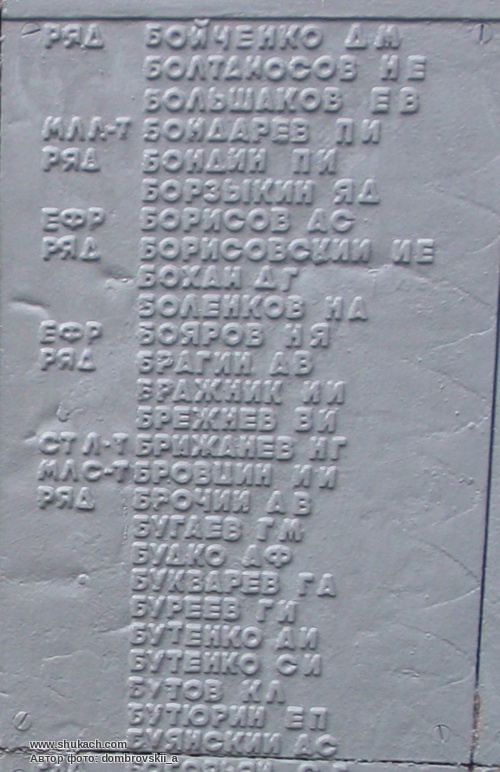 РЯД БОЙЧЕНКО Д М
БОЛТАНОСОВ Н Е
БОЛЬШАКОВ Е В
МЛ Л-Т БОНДАРЕВ П И
РЯД БОНДИН П И
БОРЗЫКИН Я Д
ЕФР БОРИСОВ А С
РЯД БОРИСОВСКИЙ И Е
БОХАН Д Г
БОЛЕНКОВ Н А
ЕФР БОЯРОВ Н Я
РЯД БРАГИН А В
БРАЖНИК И И
БРЕЖНЕВ В И
СТ Л-Т БРИЖАНЕВ Н Г
МЛ С-Т БРОВШИН И И
РЯД БРОЧИЙ А В
БУГАЕВ Г М
БУДКО А Ф
БУКВАРЕВ Г А
БУРЕЕВ Г И
БУТЕНКО А И
БУТЕНКО С И
БУТОВ К Л
БУТЮРИН Е П
БУЯНСКИЙ А С
www.shukach.com
Автор фото: dombrovskii_a